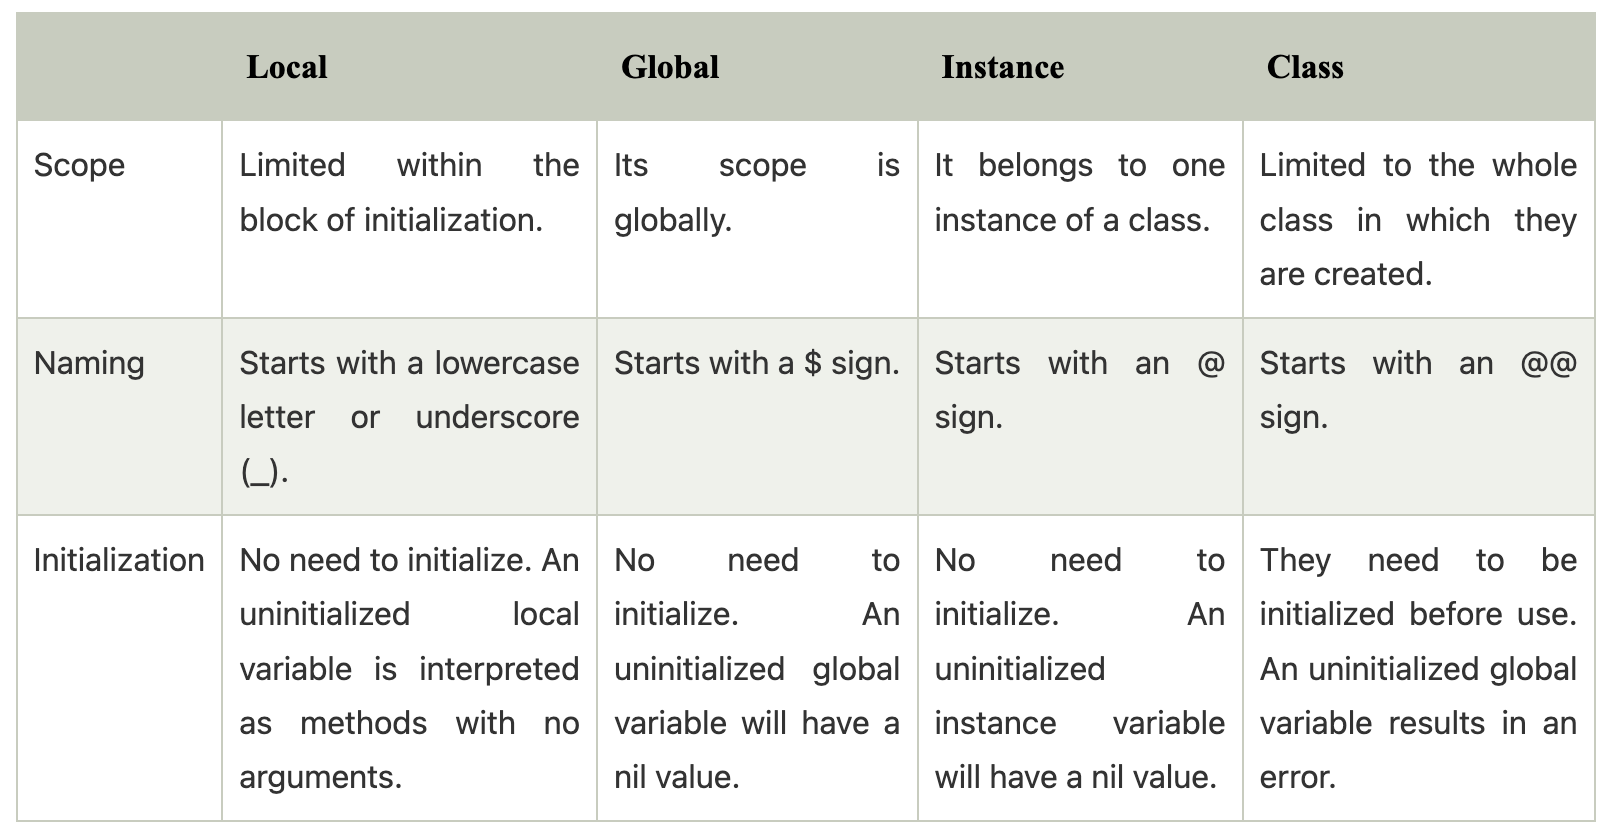 Local Global Instance Class
Scope
Limited within the
block of initialization.
Its scope is
globally.
It belongs to one
instance of a class.
Limited to the whole
class in which they
are created.
Naming
Starts with a lowercase
letter or underscore
(_).
Starts with a $ sign.
Starts with an @
sign.
Starts with an @@
sign.
Initialization
No need to initialize. An
uninitialized local
variable is interpreted
as methods with no
arguments.
No need to
initialize. An
uninitialized global
variable will have a
nil value.
No need to
initialize. An
uninitialized
instance variable
will have a nil value.
They need to be
initialized before use.
An uninitialized global
variable results in an
error.